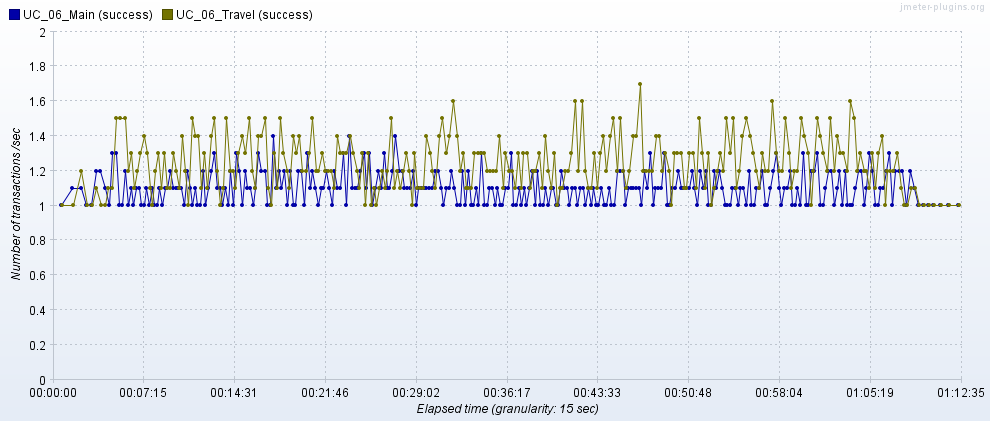 UC_06_Main (success) UC_06_Travel (success)
jmeter-plugins.org
2
1.8
1.6
1.4
1.2
1
0.8
0.6
0.4
0.2
0
Number of transactions/sec
00:00:00 00:07:15 00:14:31 00:21:46 00:29:02 00:36:17 00:43:33 00:50:48 00:58:04 01:05:19 01:12:35
Elapsed time (granularity: 15 sec)